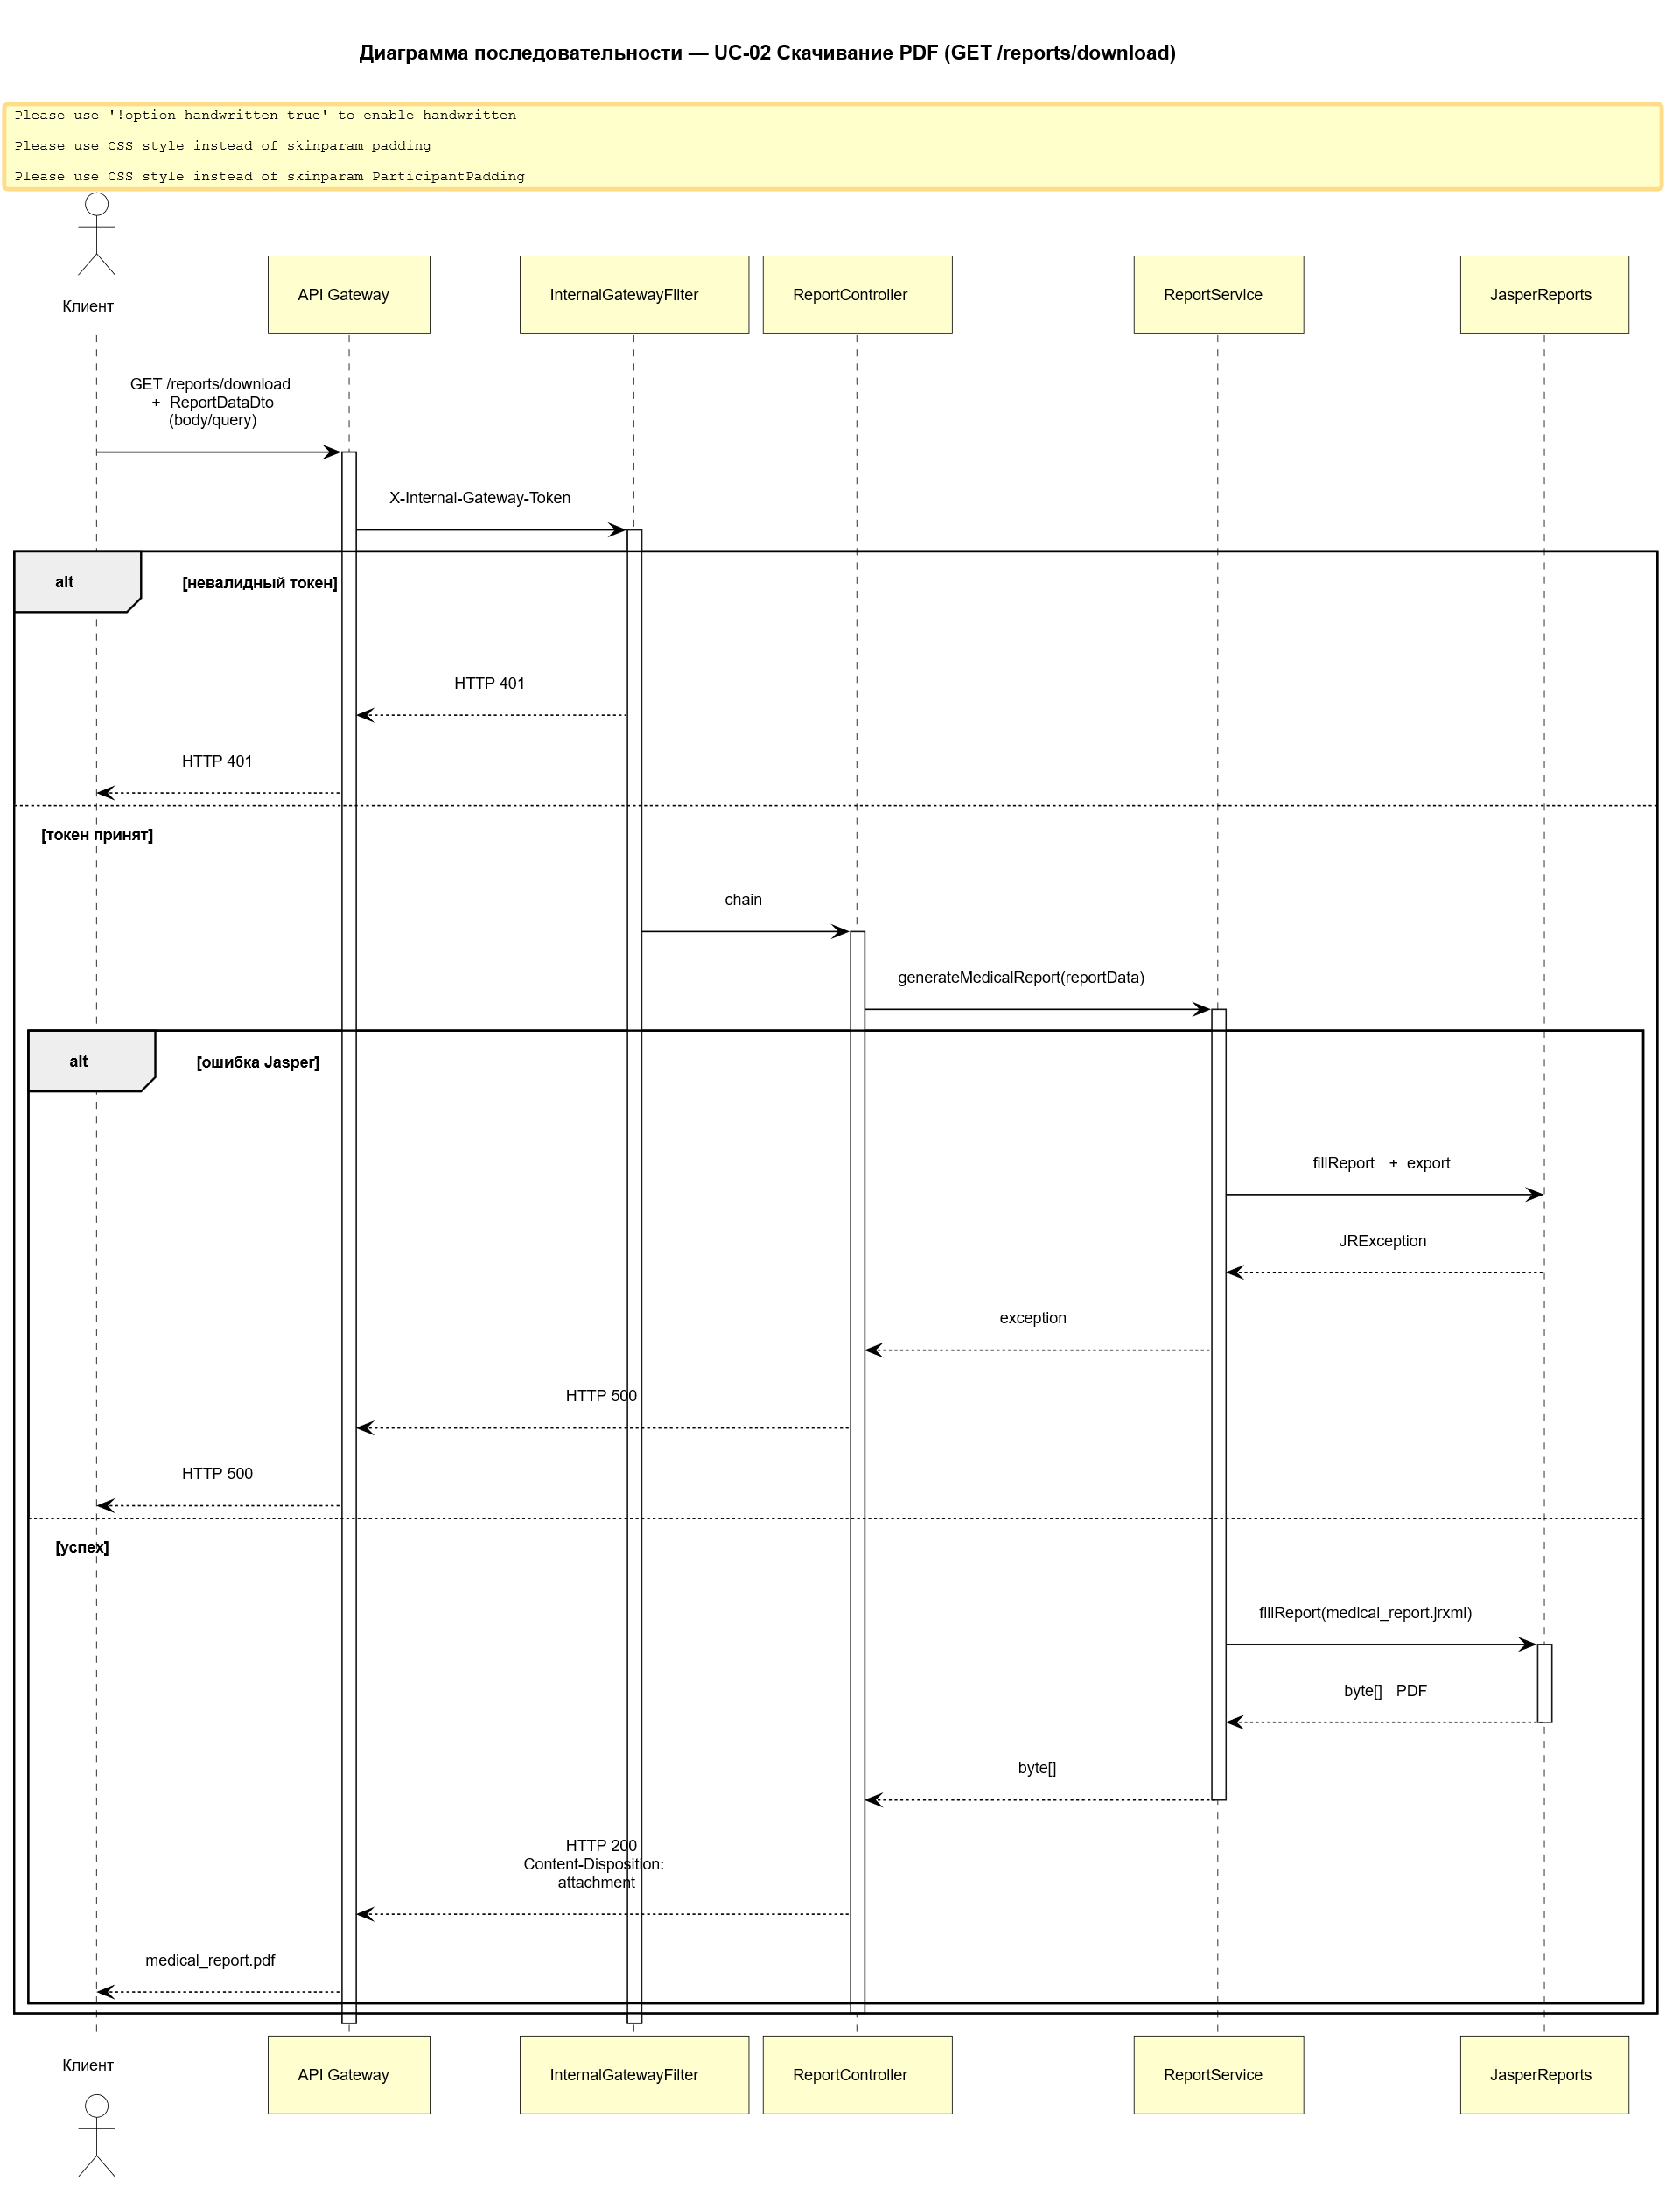 Диаграмма последовательности — UC-02 Скачивание PDF (GET /reports/download)
Please use '!option handwritten true' to enable handwritten
Please use CSS style instead of skinparam padding
Please use CSS style instead of skinparam ParticipantPadding
Клиент
API Gateway
InternalGatewayFilter
ReportController
ReportService
JasperReports
GET /reports/download
+ ReportDataDto
(body/query)
X-Internal-Gateway-Token
alt
[невалидный токен]
HTTP 401
HTTP 401
[токен принят]
chain
generateMedicalReport(reportData)
alt
[ошибка Jasper]
fillReport + export
JRException
exception
HTTP 500
HTTP 500
[успех]
fillReport(medical_report.jrxml)
byte[] PDF
byte[]
HTTP 200
Content-Disposition:
attachment
medical_report.pdf
Клиент
API Gateway
InternalGatewayFilter
ReportController
ReportService
JasperReports